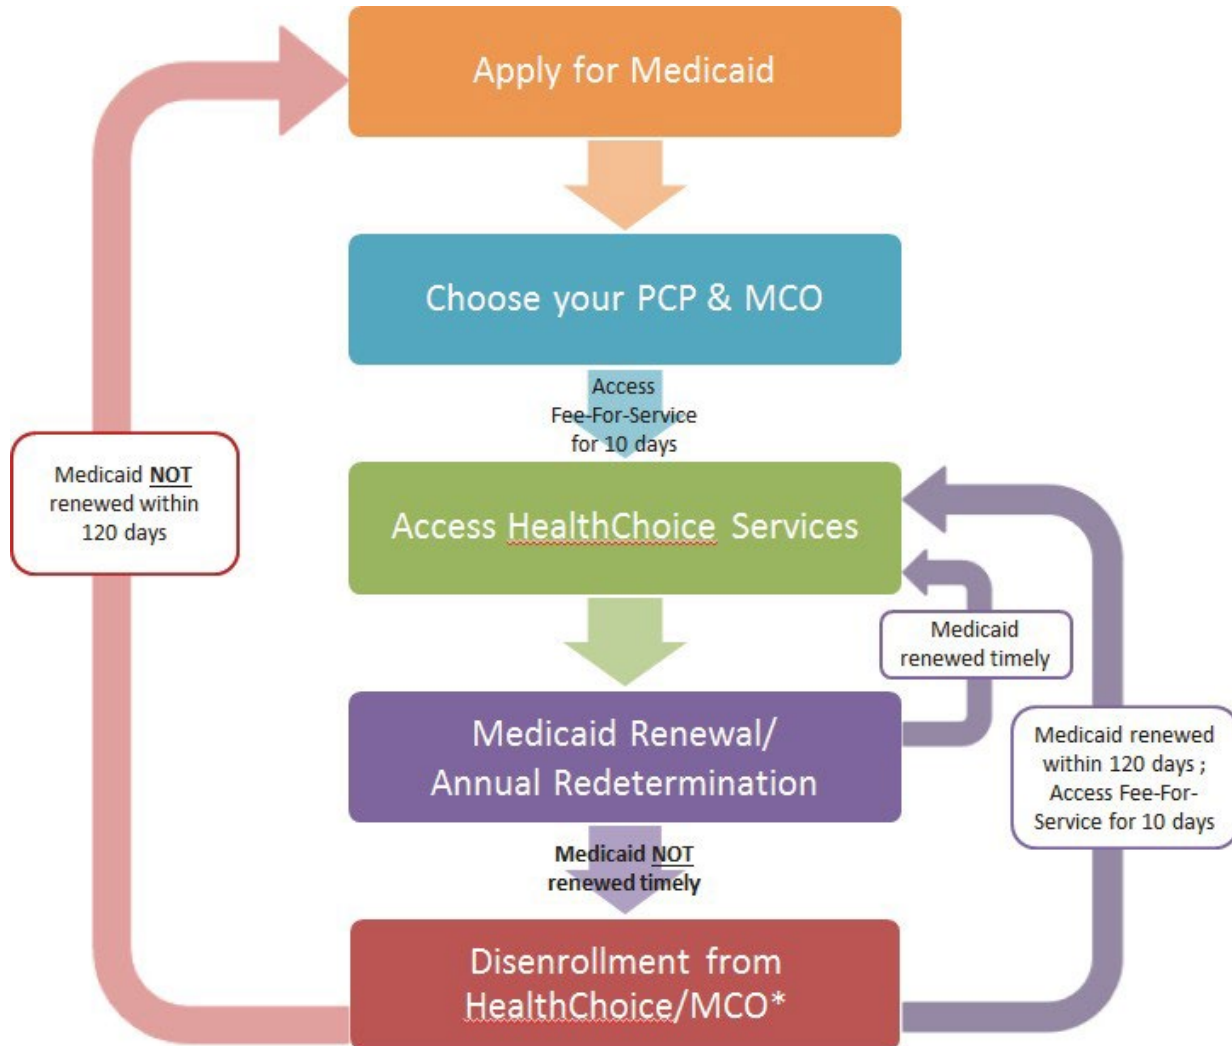 Apply for Medicaid
Choose your PCP & MCO
Access
Fee-For-Service
for 10 days
Medicaid NOT
renewed within
120 days
Access HealthChoice Services
Medicaid
renewed timely
Medicaid Renewal/
Annual Redetermination
Medicaid renewed
within 120 days ;
Access Fee-For-
Service for 10 days
Medicaid NOT
renewed timely
Disenrollment from
HealthChoice/MCO*